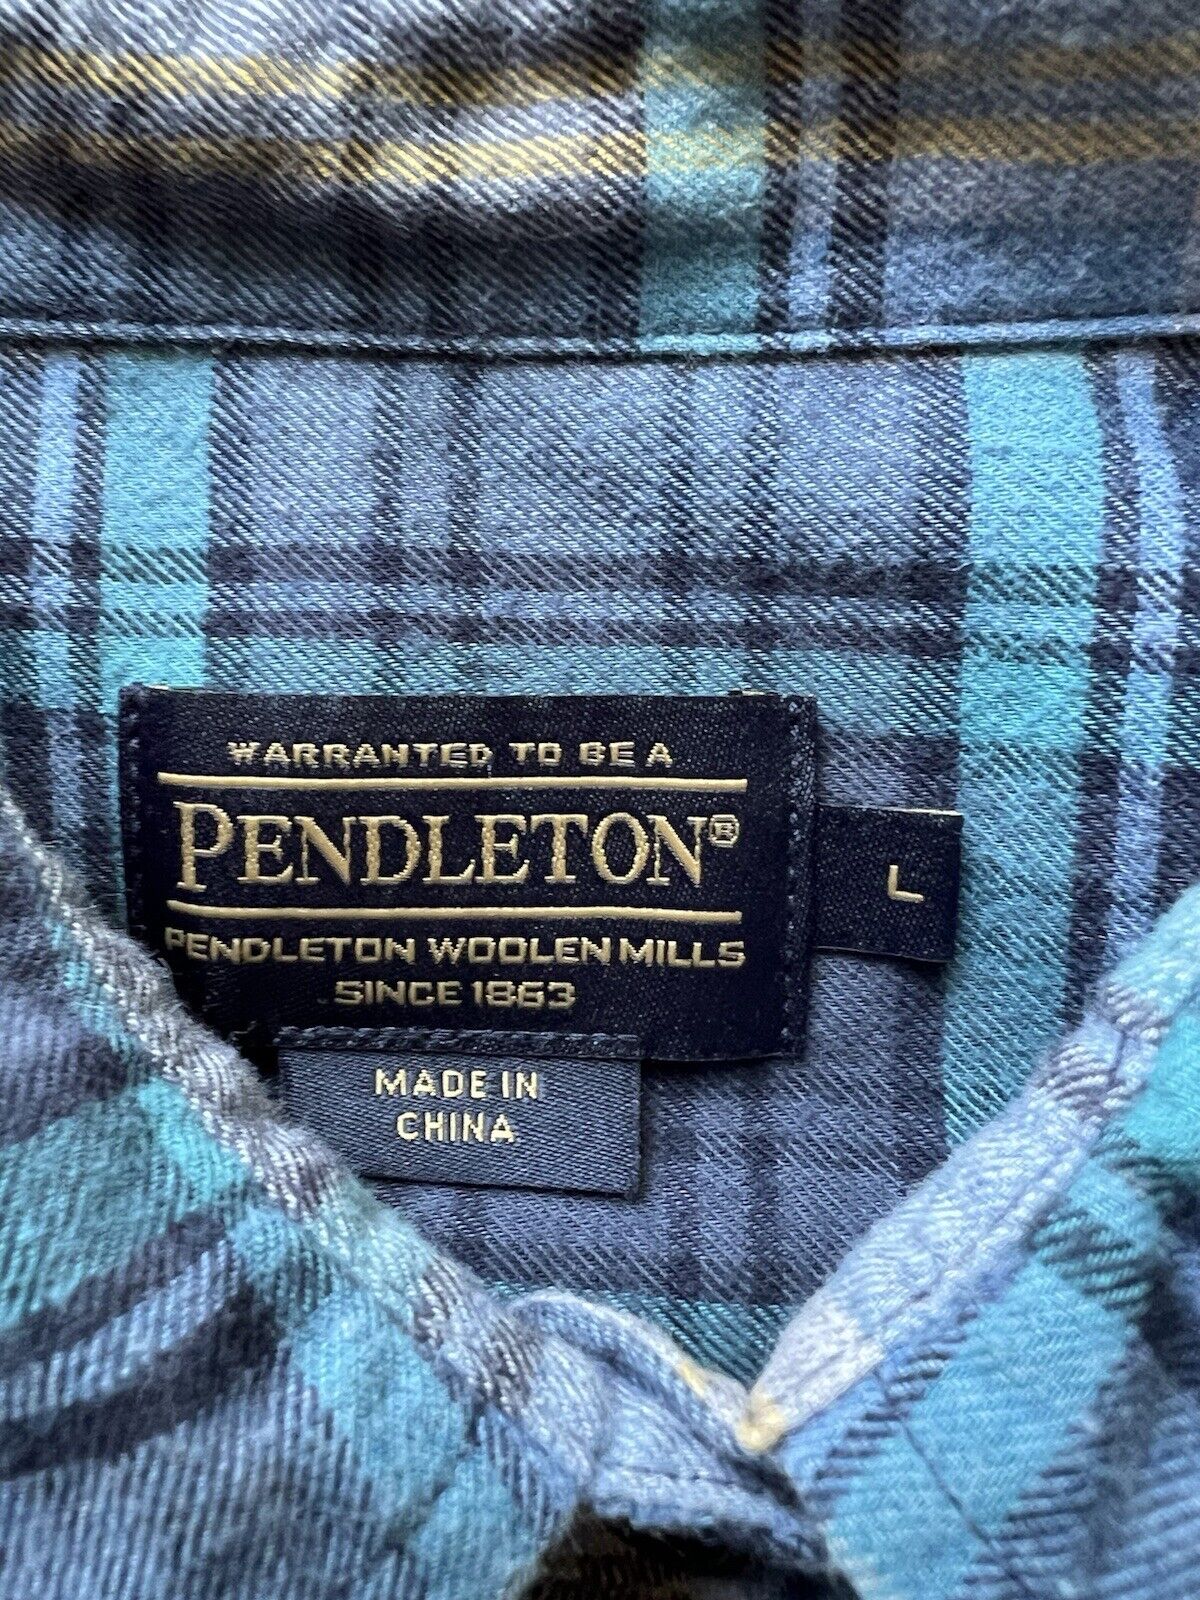 WARRANTED TO BE A
PENDLETON®
PENDLETON WOOLEN MILLS
SINCE 1863
L
MADE IN
CHINA